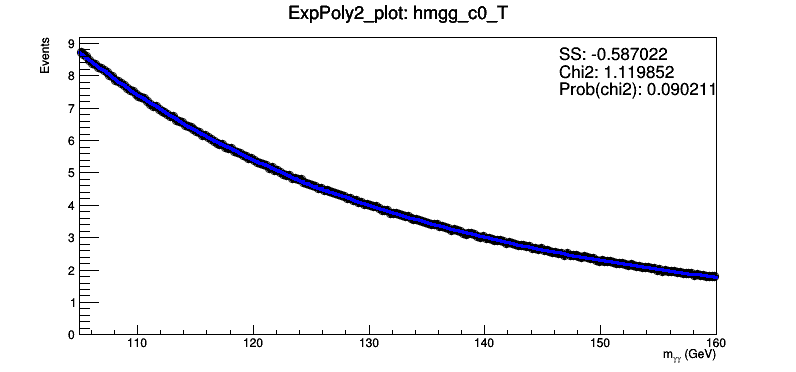 ExpPoly2_plot: hmgg_c0_T
Events
SS: -0.587022
Chi2: 1.119852
Prob(chi2): 0.090211
9
8
7
6
5
4
3
2
1
0
110 120 130 140 150 160
mγγ (GeV)